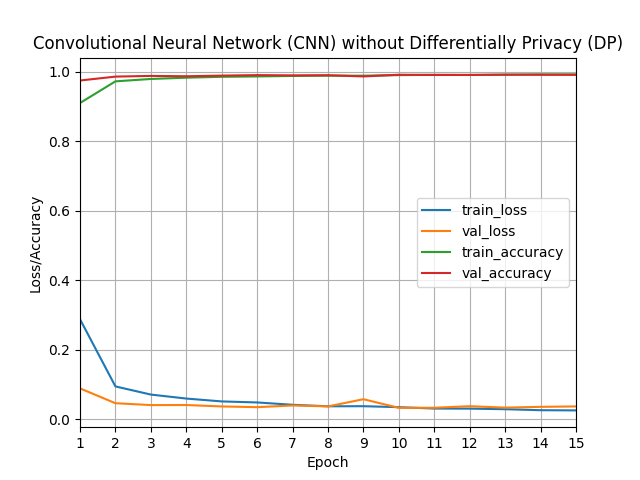 Convolutional Neural Network (CNN) without Differentially Privacy (DP)
1.0
0.8
0.6
0.4
0.2
0.0
Loss/Accuracy
train_loss
val_loss
train_accuracy
val_accuracy
1 2 3 4 5 6 7 8 9 10 11 12 13 14 15
Epoch